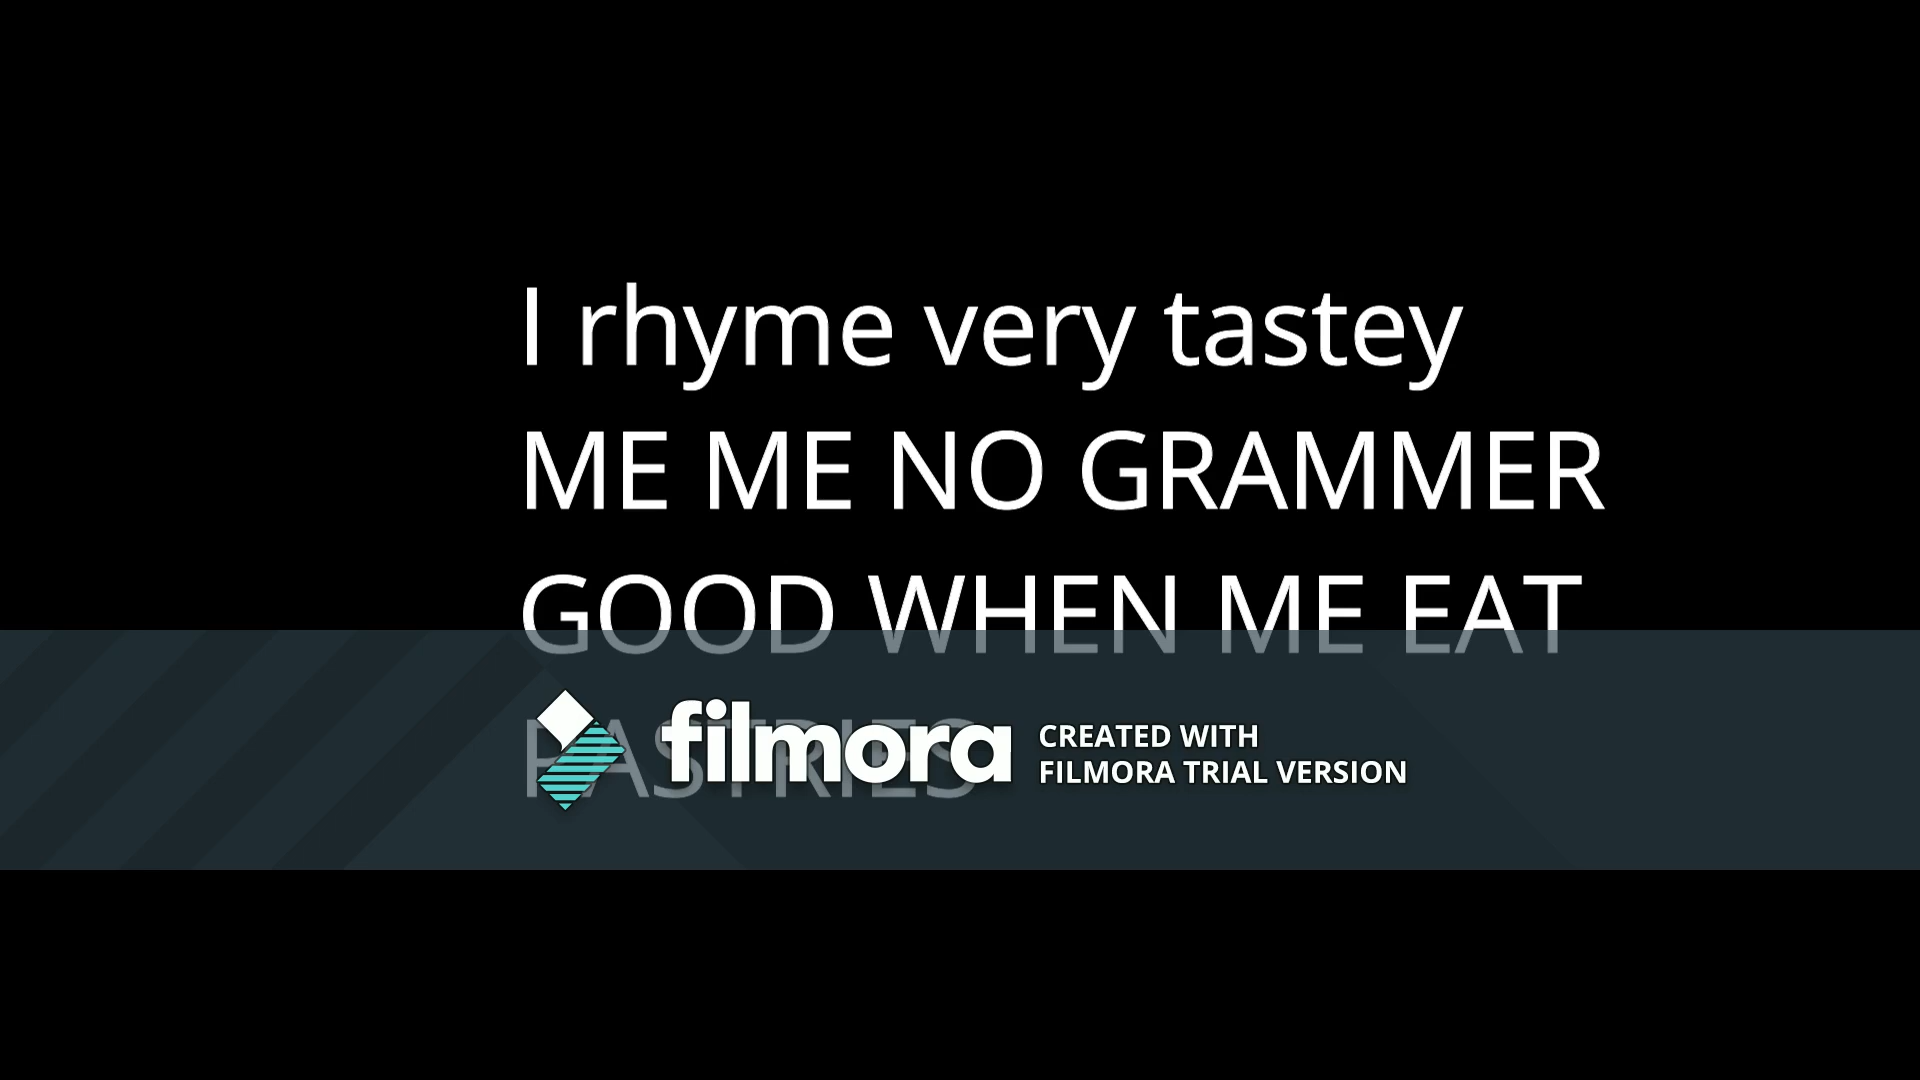 I rhyme very tastey
ME ME NO GRAMMER
GOOD WHEN ME EAT
PASTRIES
filmora
CREATED WITH
FILMORA TRIAL VERSION